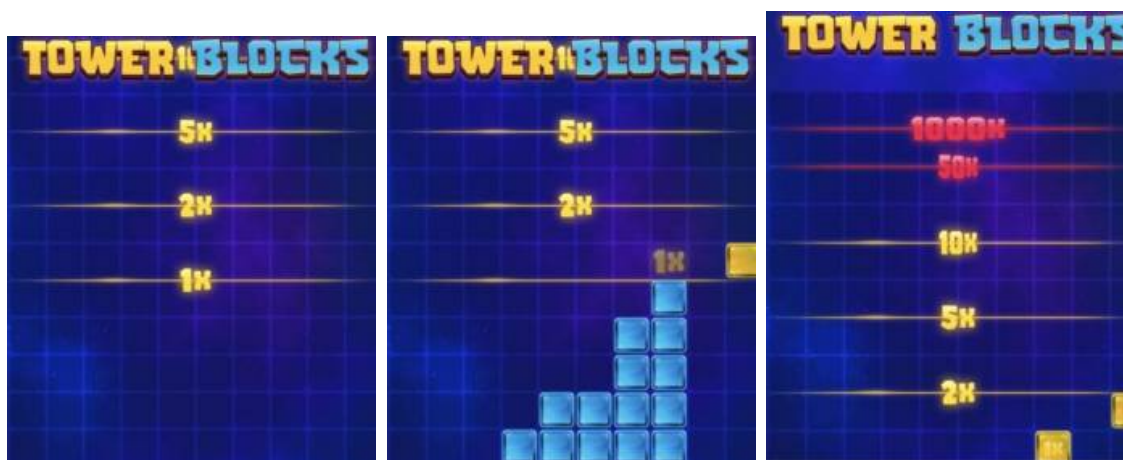 TOWER BLOCKS
5X
2X
1X
TOWER BLOCKS
5X
2X
1X
TOWER BLOCKS
1000X
50X
10X
5X
2X